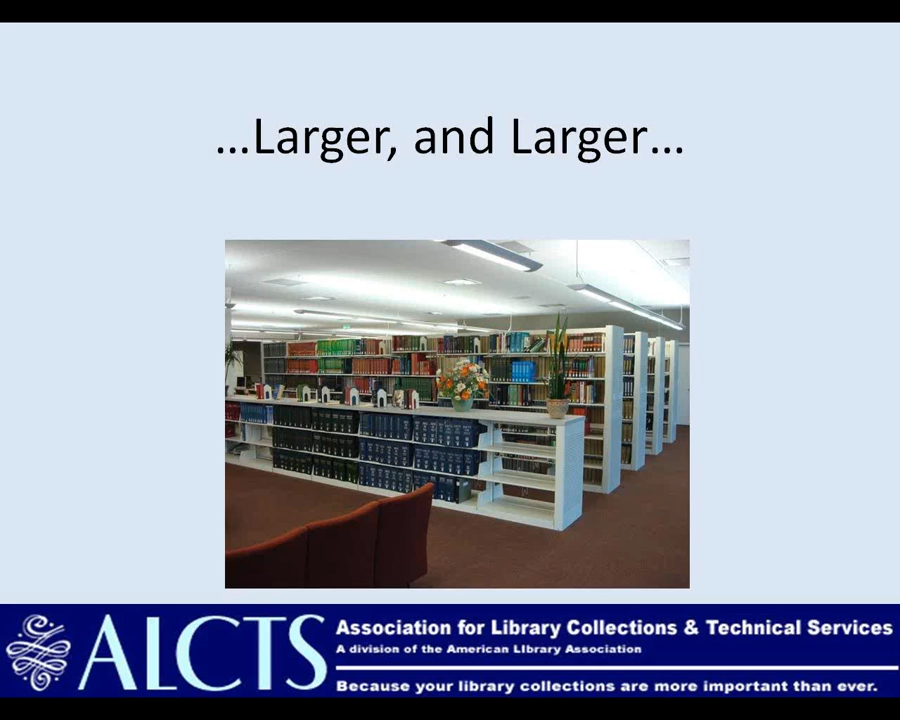 …Larger, and Larger…
ALCTS
Association for Library Collections & Technical Services
A division of the American Library Association
Because your library collections are more important than ever.